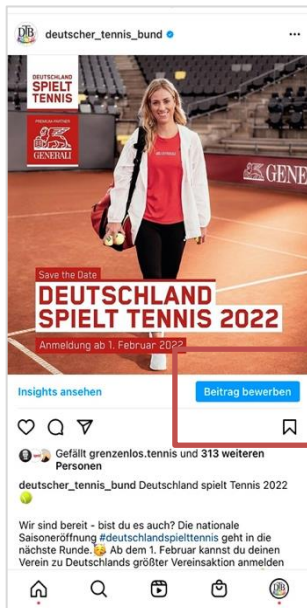 DTB
deutscher_tennis_bund
DEUTSCHLAND
SPIELT
TENNIS
PREMIUM PARTNER
GENERALI
GENE
Save the Date
DEUTSCHLAND
SPIELT TENNIS 2022
Anmeldung ab 1. Februar 2022
Insights ansehen
Beitrag bewerben
Gefällt grenzenlos.tennis und 313 weiteren
Personen
deutscher_tennis_bund Deutschland spielt Tennis 2022
Wir sind bereit - bist du es auch? Die nationale
Saisoneröffnung #deutschlandspielttennis geht in die
nächste Runde. Ab dem 1. Februar kannst du deinen
Verein zu Deutschlands größter Vereinsaktion anmelden